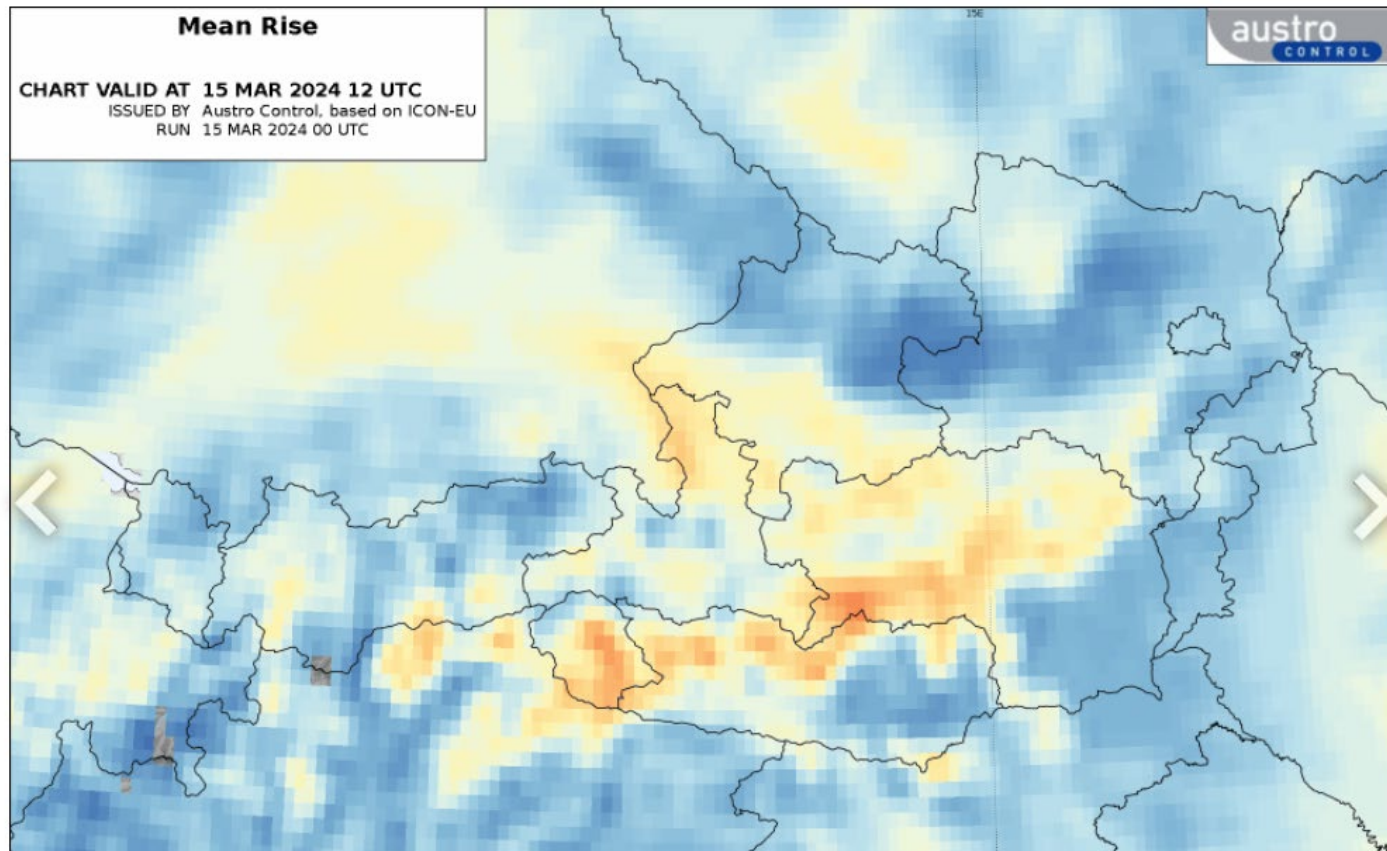 Mean Rise
CHART VALID AT 15 MAR 2024 12 UTC
ISSUED BY Austro Control, based on ICON-EU
RUN 15 MAR 2024 00 UTC
15E
austro
CONTROL